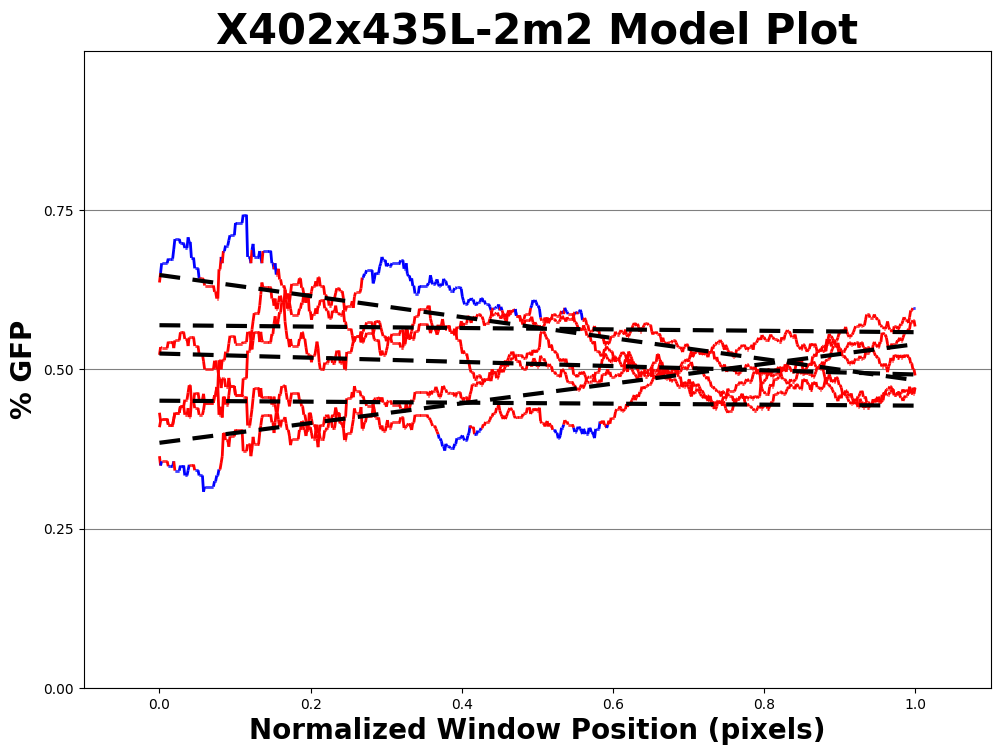 X402x435L-2m2 Model Plot
% GFP
0.75
0.50
0.25
0.00
0.0 0.2 0.4 0.6 0.8 1.0
Normalized Window Position (pixels)